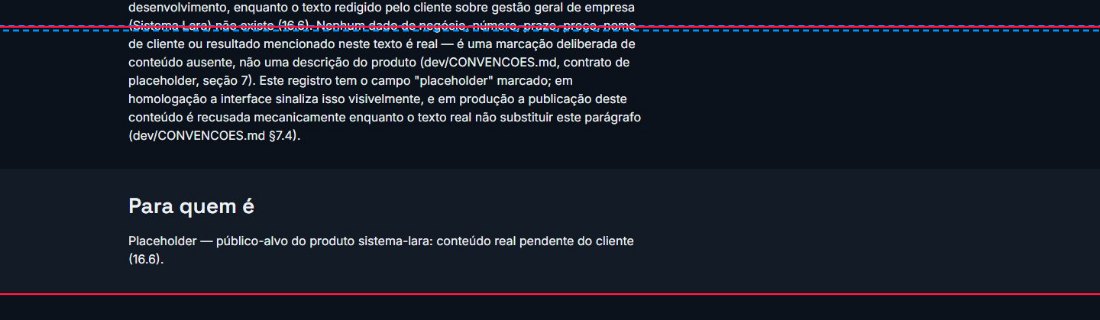 desenvolvimento, enquanto o texto redigido pelo cliente sobre gestão geral de empresa
(Sistema Lara) não existe (16.6). Nenhum dado de negócio, número, prazo, preço, nome
de cliente ou resultado mencionado neste texto é real — é uma marcação deliberada de
conteúdo ausente, não uma descrição do produto (dev/CONVENCOES.md, contrato de
placeholder, seção 7). Este registro tem o campo "placeholder" marcado; em
homologação a interface sinaliza isso visivelmente, e em produção a publicação deste
conteúdo é recusada mecanicamente enquanto o texto real não substituir este parágrafo
(dev/CONVENCOES.md §7.4).
Para quem é
Placeholder — público-alvo do produto sistema-lara: conteúdo real pendente do cliente
(16.6).